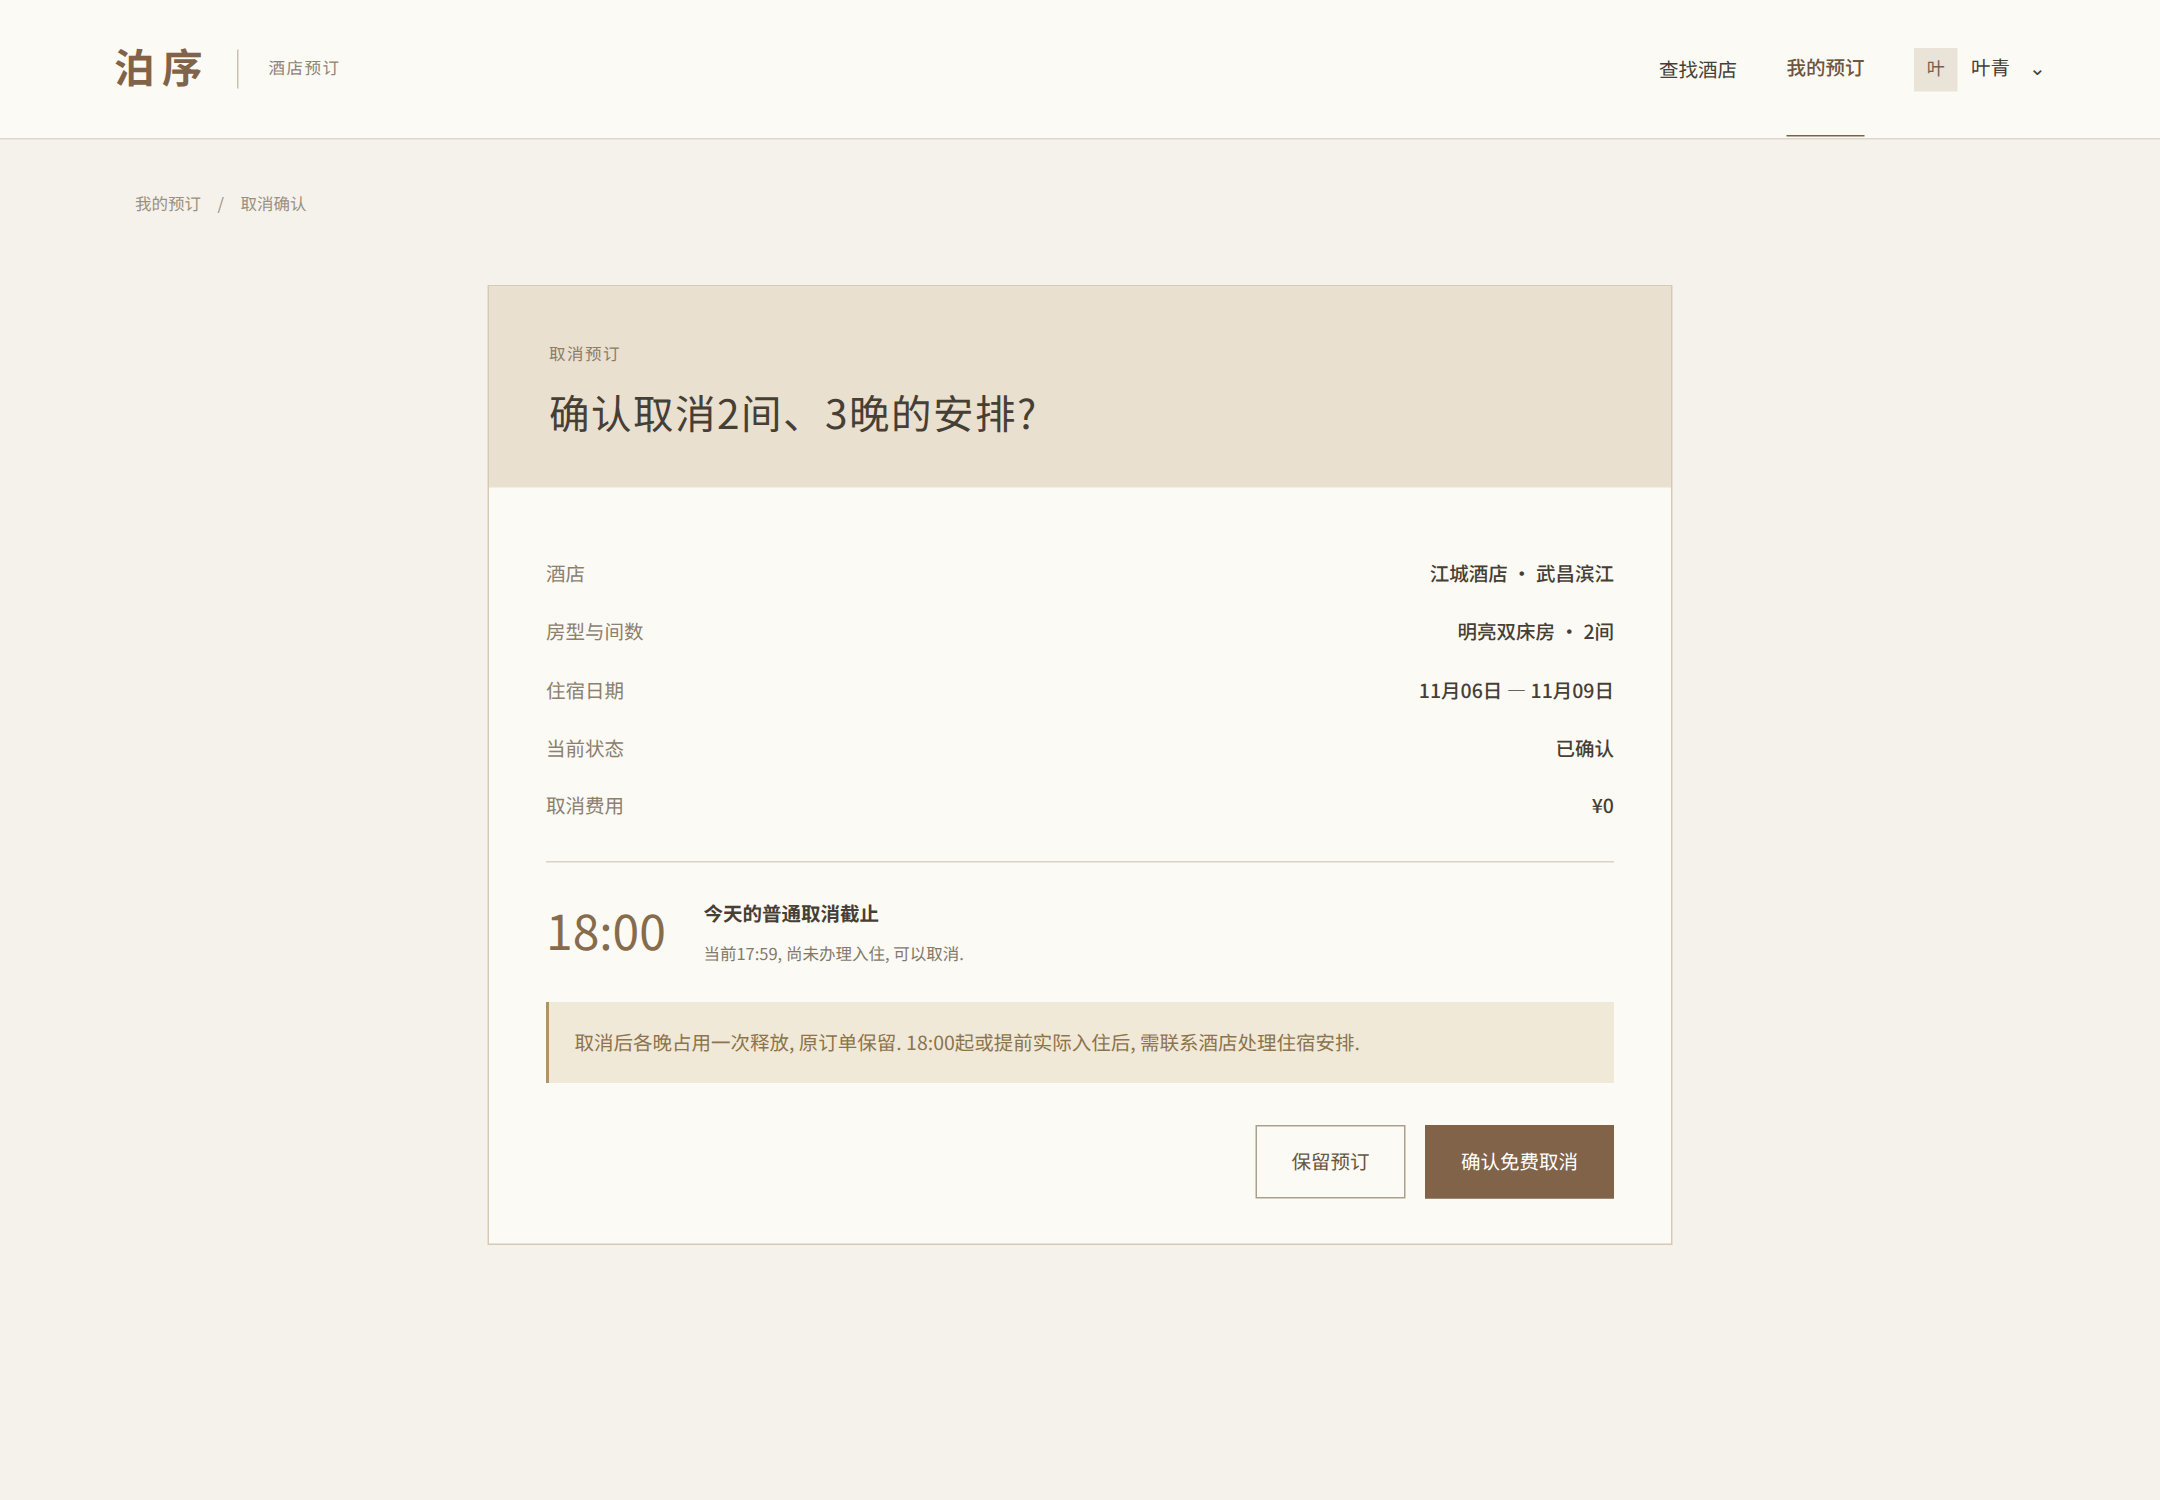 泊序
酒店预订
查找酒店
我的预订
叶
叶青
我的预订 / 取消确认
取消预订
确认取消2间、3晚的安排?
酒店
江城酒店 · 武昌滨江
房型与间数
明亮双床房 · 2间
住宿日期
11月06日 — 11月09日
当前状态
已确认
取消费用
¥0
18:00
今天的普通取消截止
当前17:59, 尚未办理入住, 可以取消.
取消后各晚占用一次释放, 原订单保留. 18:00起或提前实际入住后, 需联系酒店处理住宿安排.
保留预订
确认免费取消